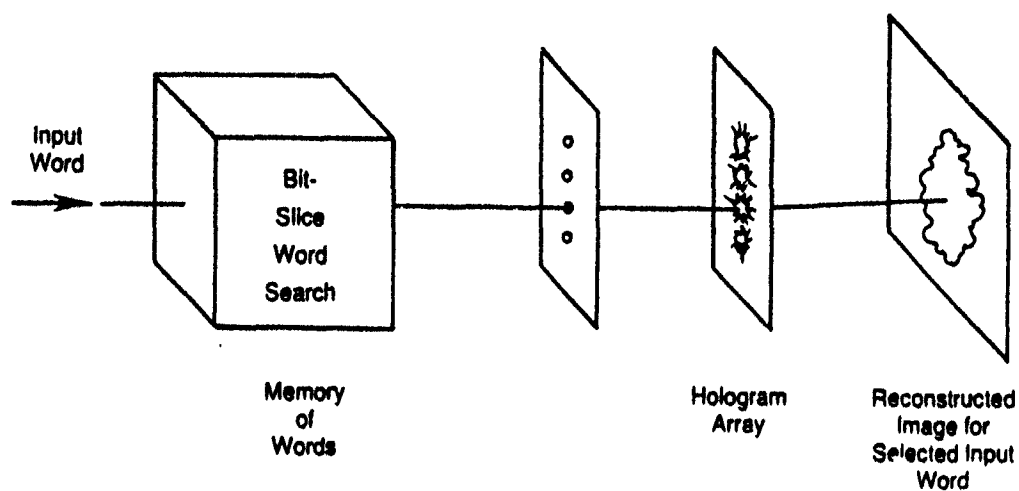 Input
Word
Bit-
Slice
Word
Search
Memory
of
Words
Hologram
Array
Reconstructed
Image for
Selected Input
Word